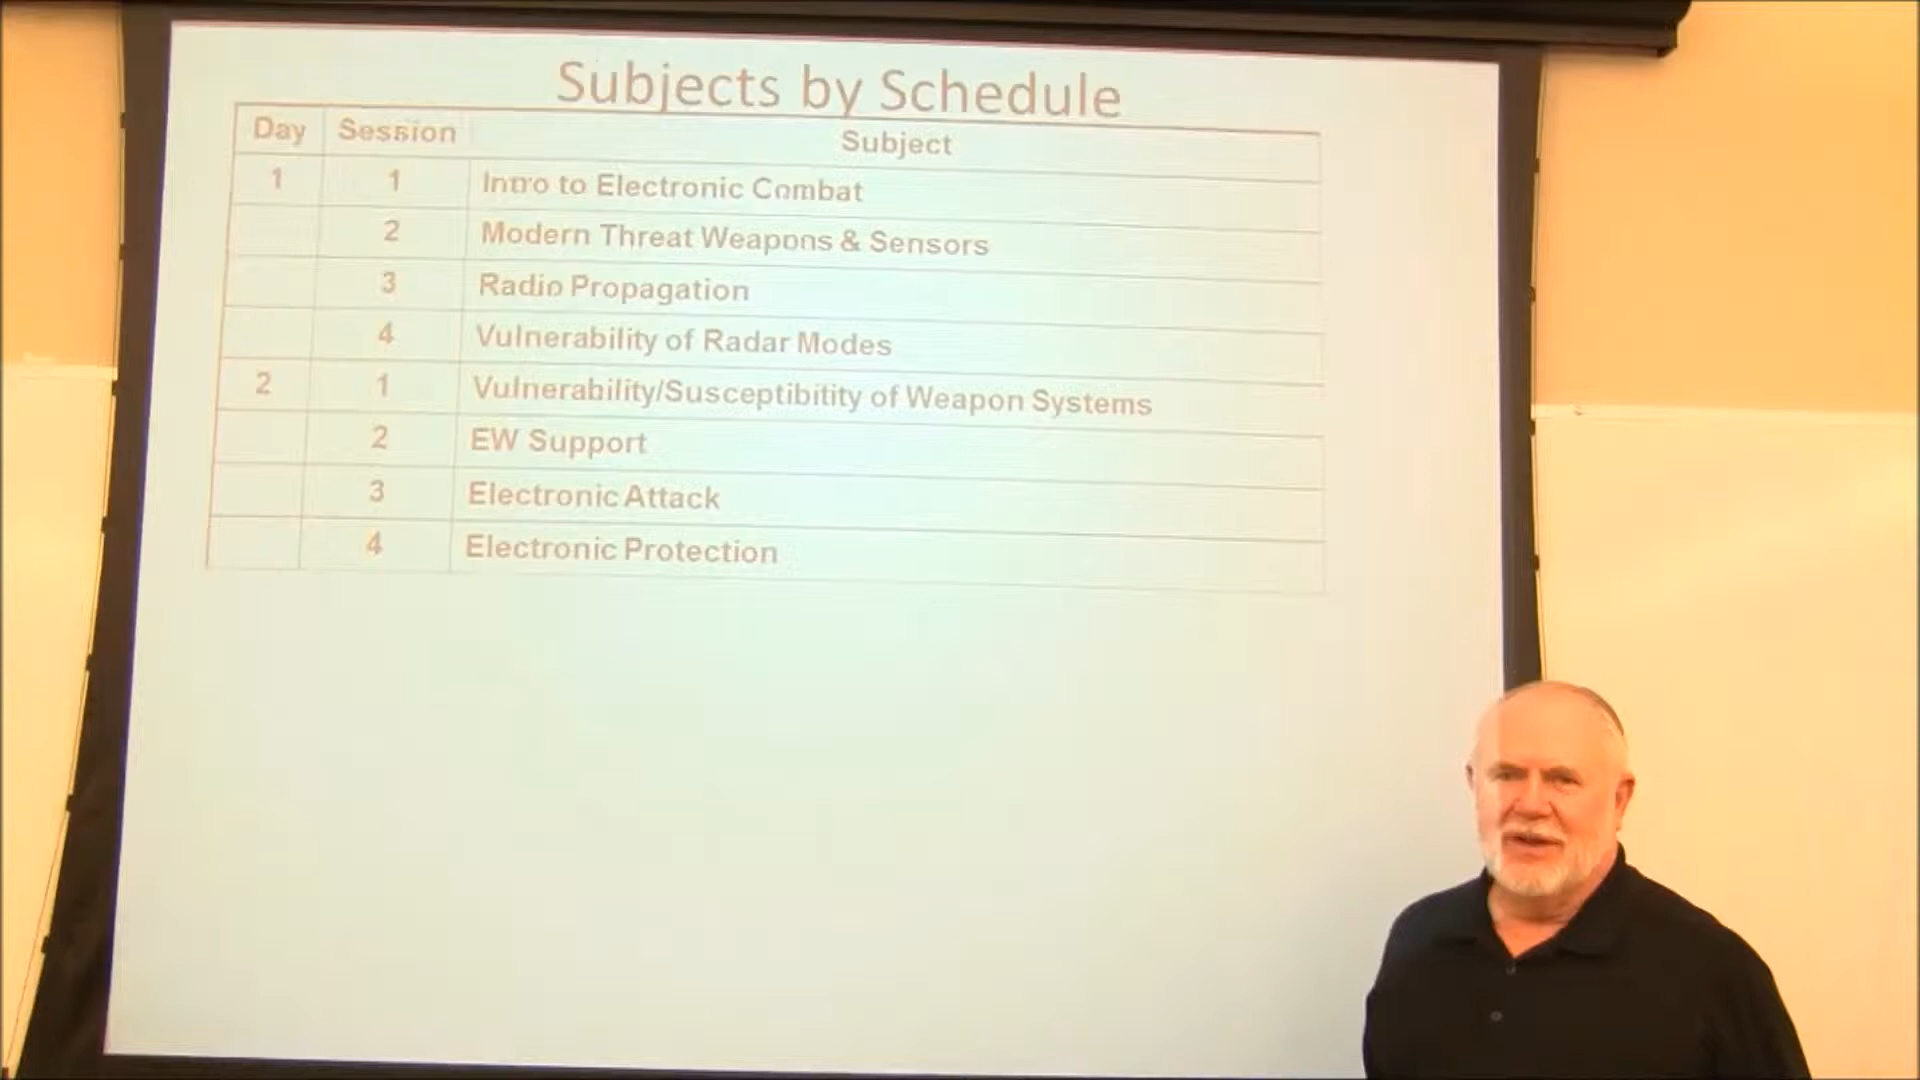 Subjects by Schedule
Day Session Subject
1 1 Intro to Electronic Combat
2 Modern Threat Weapons & Sensors
3 Radio Propagation
4 Vulnerability of Radar Modes
2 1 Vulnerability/Susceptibitity of Weapon Systems
2 EW Support
3 Electronic Attack
4 Electronic Protection